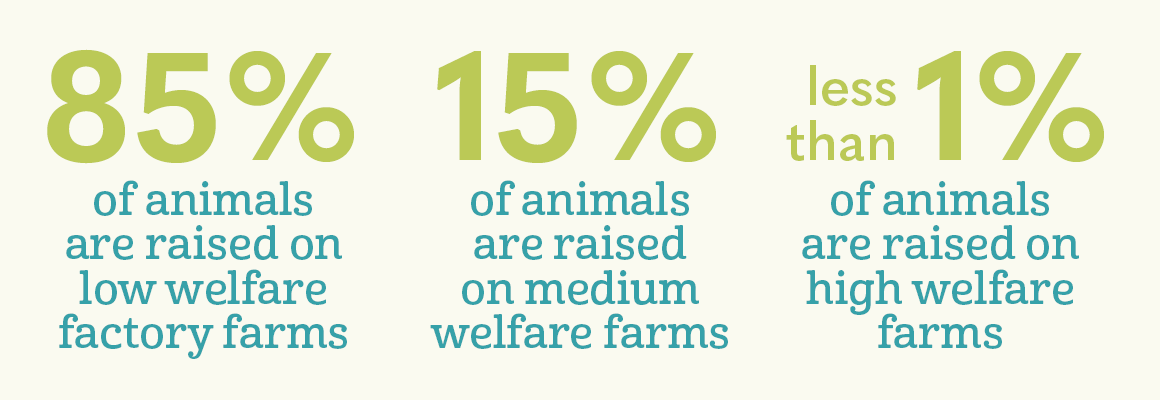 85%
of animals
are raised on
low welfare
factory farms
15%
of animals
are raised
on medium
welfare farms
less
than 1%
of animals
are raised on
high welfare
farms